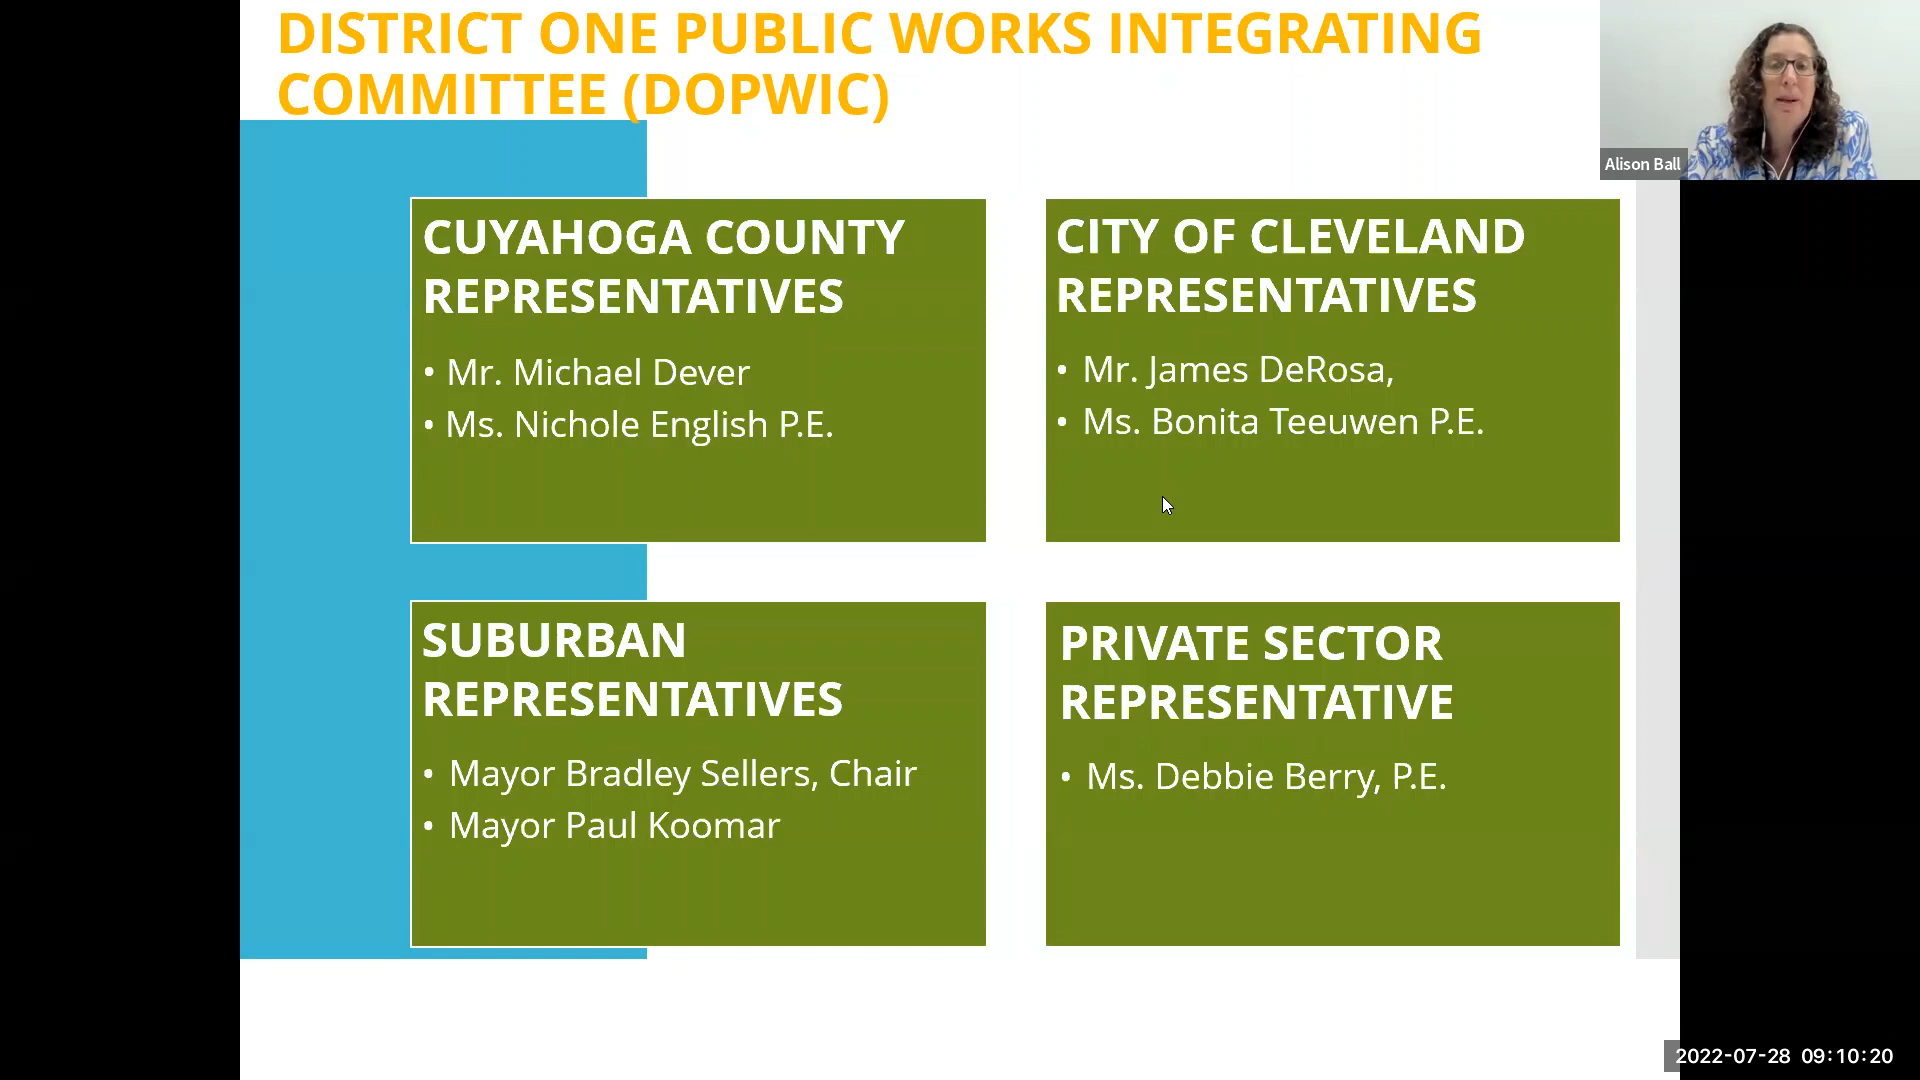 DISTRICT ONE PUBLIC WORKS INTEGRATING
COMMITTEE (DOPWIC)
Alison Ball
CUYAHOGA COUNTY
REPRESENTATIVES
• Mr. Michael Dever
• Ms. Nichole English P.E.
CITY OF CLEVELAND
REPRESENTATIVES
• Mr. James DeRosa,
• Ms. Bonita Teeuwen P.E.
SUBURBAN
REPRESENTATIVES
• Mayor Bradley Sellers, Chair
• Mayor Paul Koomar
PRIVATE SECTOR
REPRESENTATIVE
• Ms. Debbie Berry, P.E.
2022-07-28 09:10:20